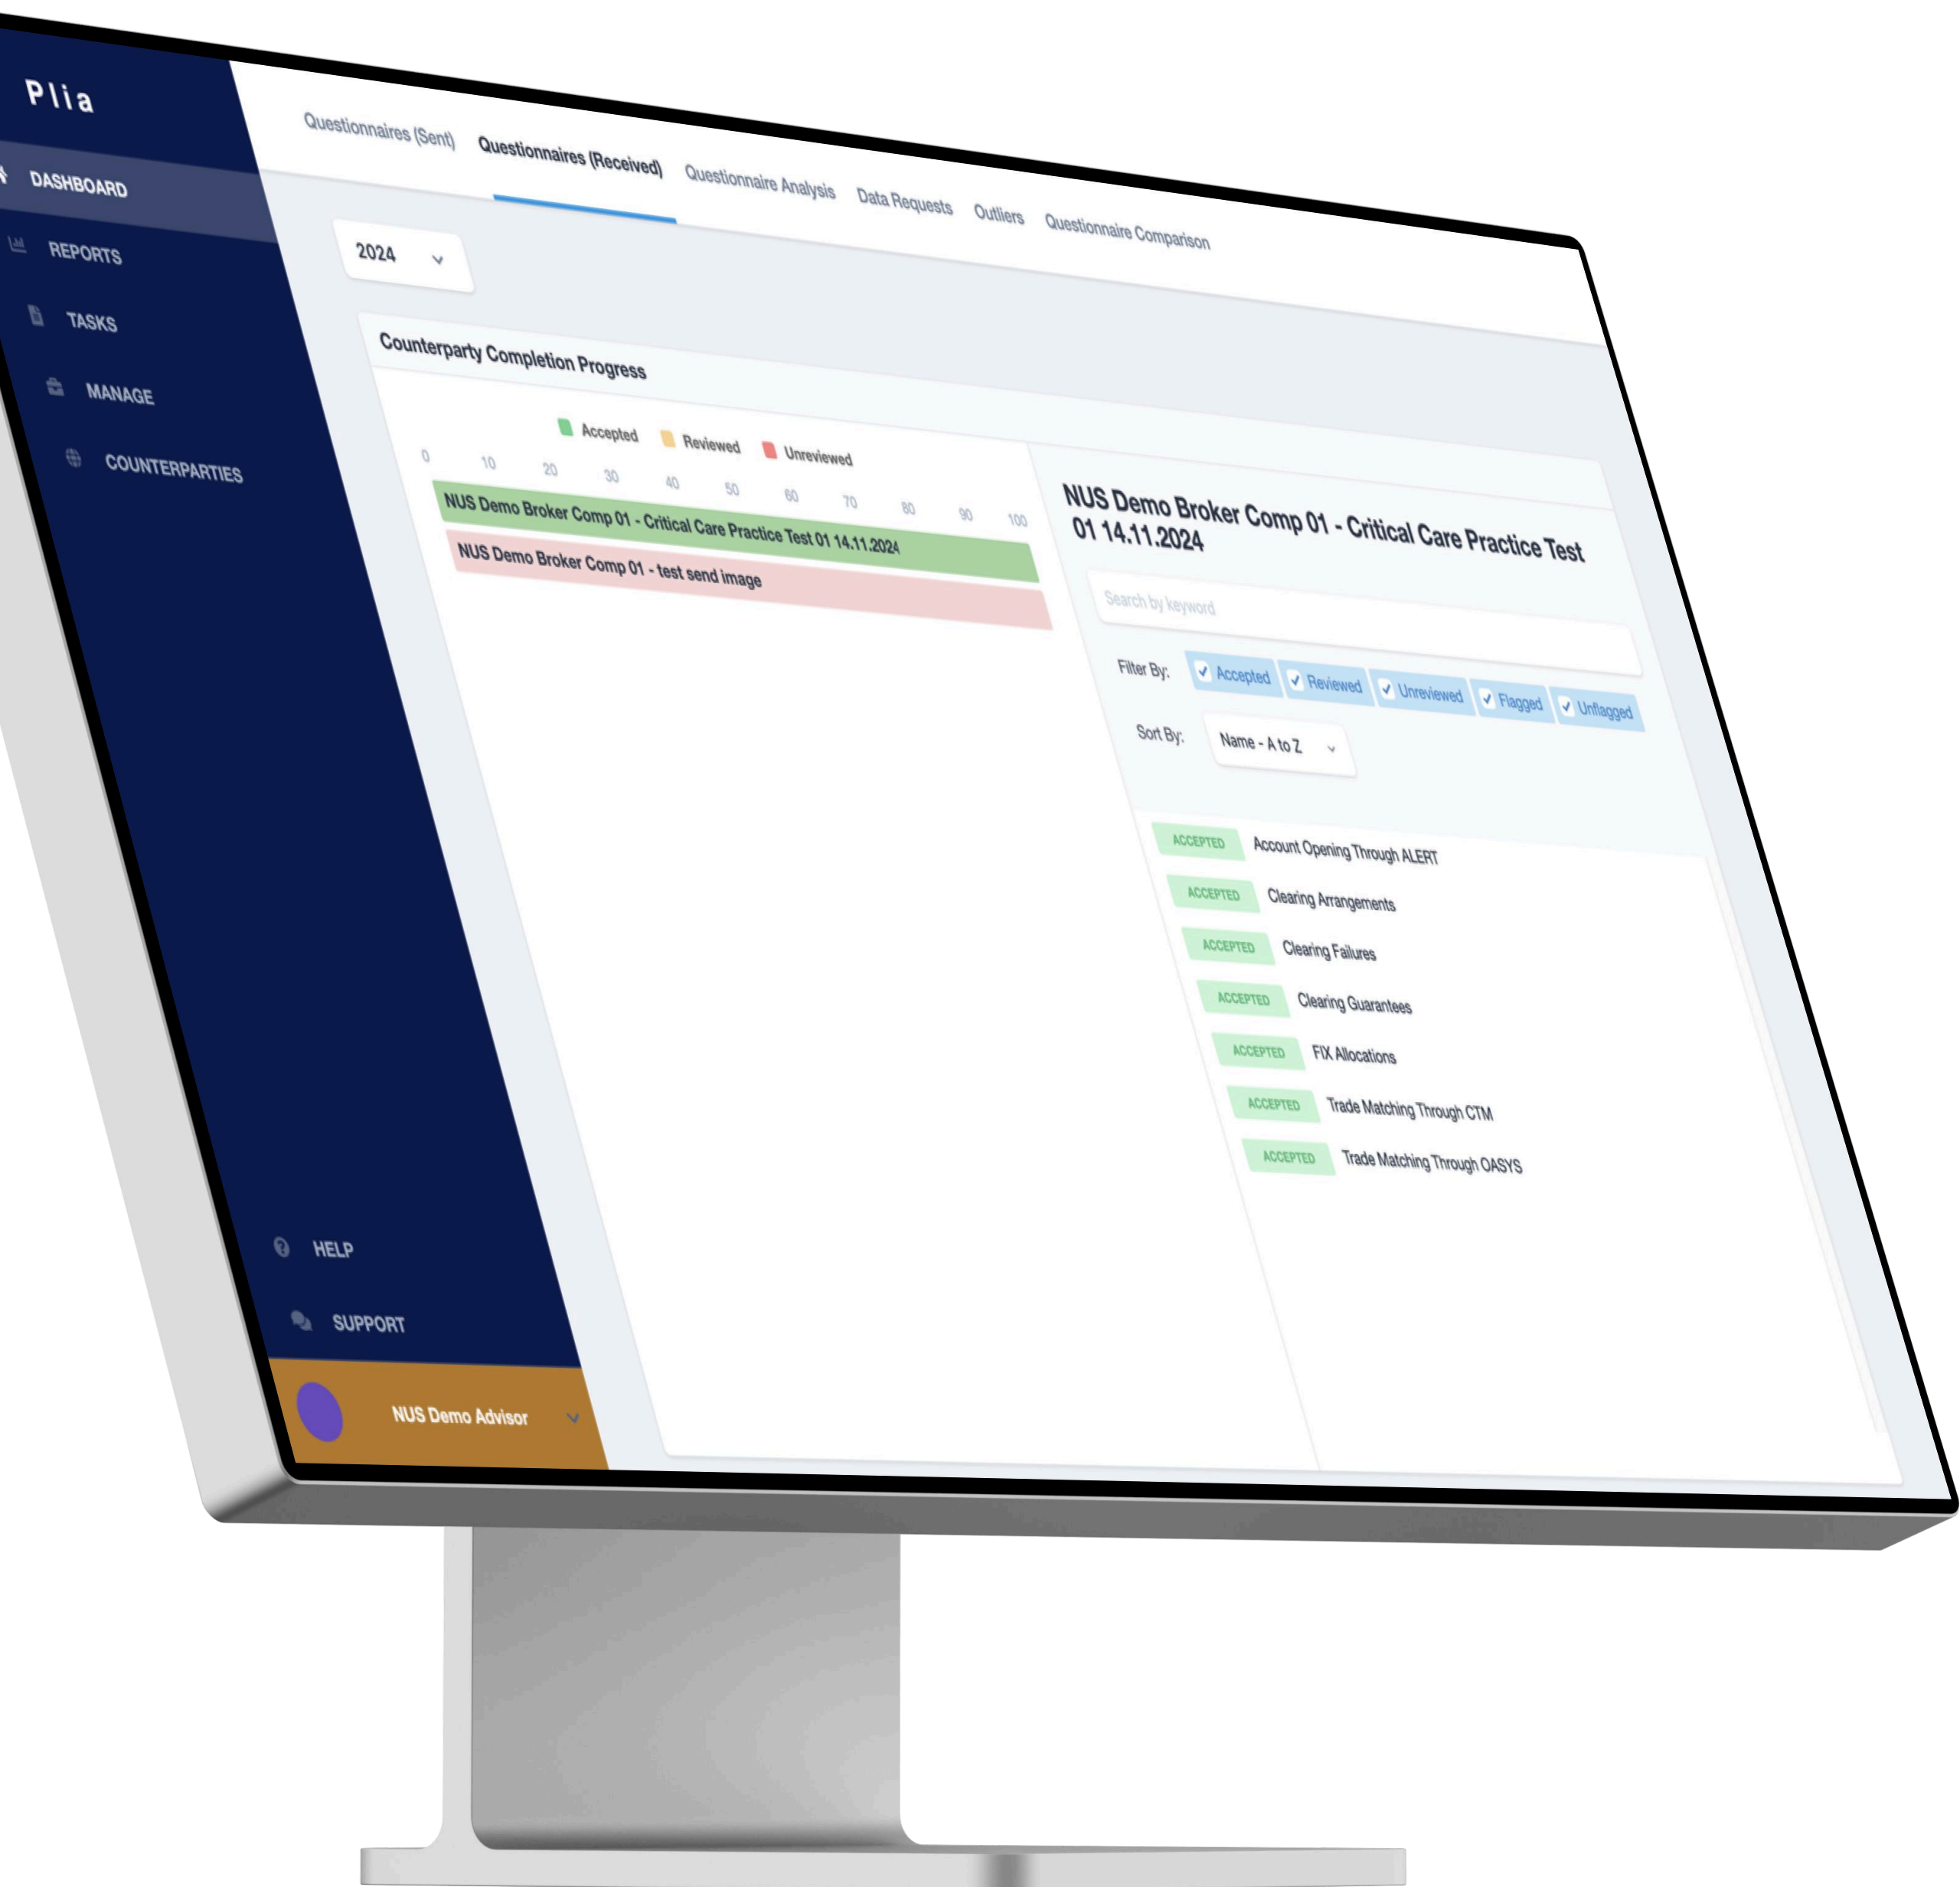 Plia
DASHBOARD
REPORTS
TASKS
MANAGE
COUNTERPARTIES
HELP
SUPPORT
NUS Demo Advisor
Questionnaires (Sent)
Questionnaires (Received)
Questionnaire Analysis
Data Requests
Outliers
Questionnaire Comparison
2024
Counterparty Completion Progress
Accepted
Reviewed
Unreviewed
0 10 20 30 40 50 60 70 80 90 100
NUS Demo Broker Comp 01 - Critical Care Practice Test 01 14.11.2024
NUS Demo Broker Comp 01 - test send image
NUS Demo Broker Comp 01 - Critical Care Practice Test
01 14.11.2024
Search by keyword
Filter By: Accepted Reviewed Unreviewed Flagged Unflagged
Sort By: Name - A to Z
ACCEPTED Account Opening Through ALERT
ACCEPTED Clearing Arrangements
ACCEPTED Clearing Failures
ACCEPTED Clearing Guarantees
ACCEPTED FIX Allocations
ACCEPTED Trade Matching Through CTM
ACCEPTED Trade Matching Through OASYS